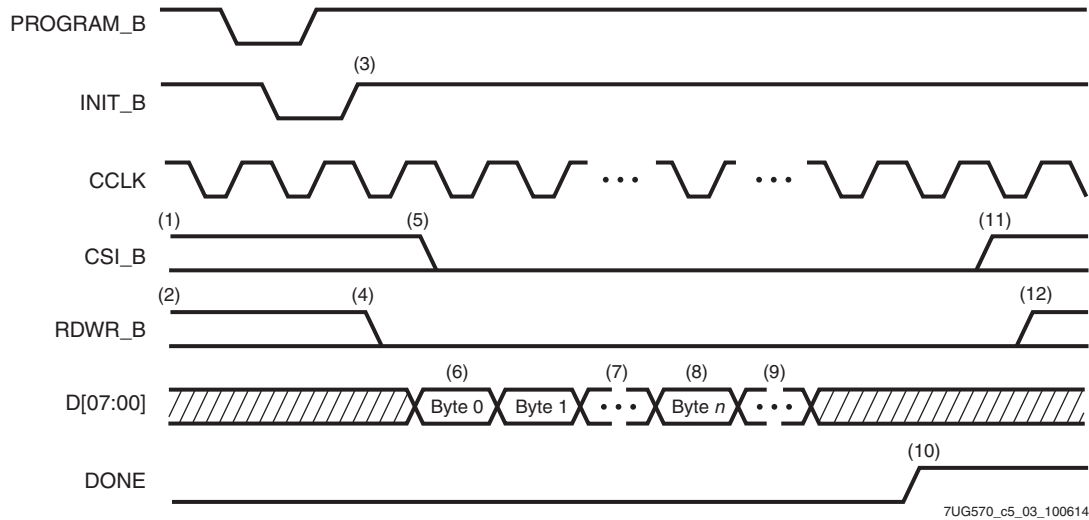 PROGRAM_B
(3)
INIT_B
CCLK
(1) (5) (11)
CSI_B
(2) (4) (12)
RDWR_B
(6) (7) (8) (9)
D[07:00] Byte 0 Byte 1 • • • Byte n • • •
(10)
DONE
7UG570_c5_03_100614